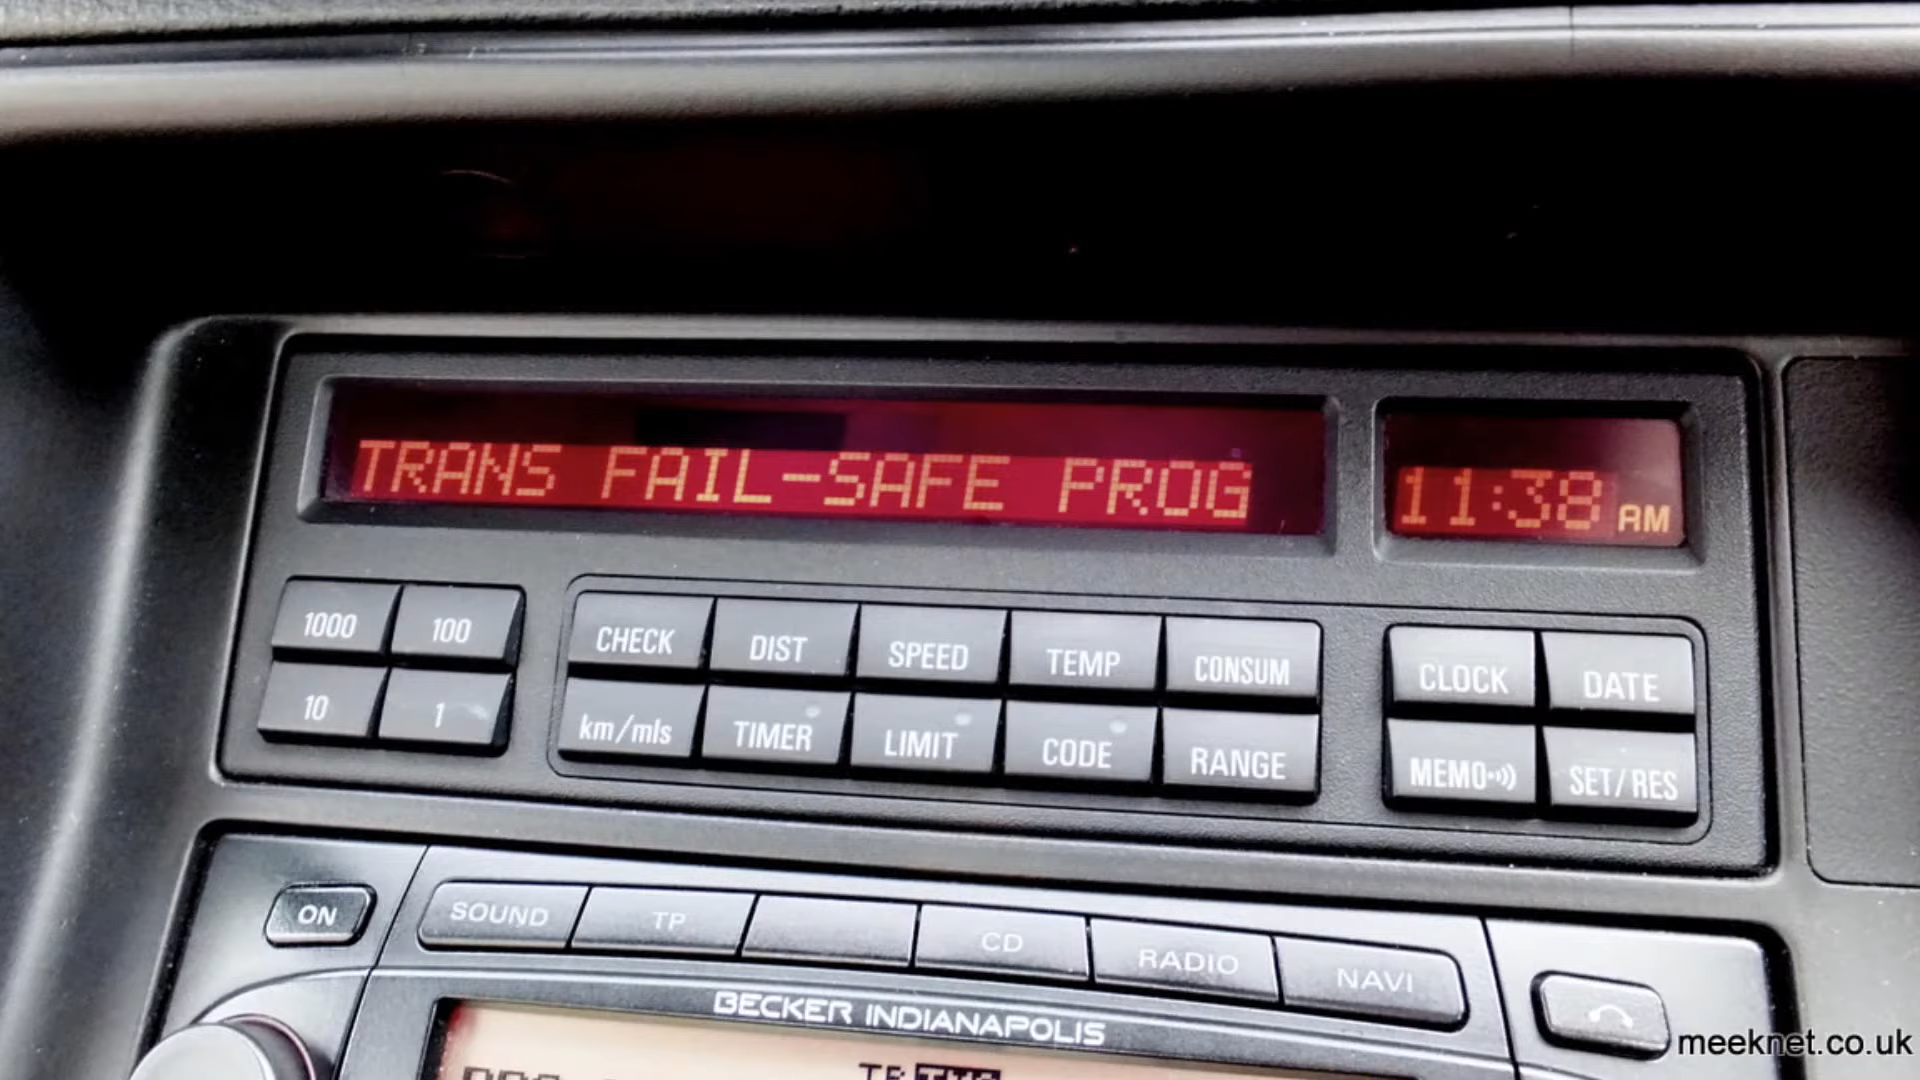 TRANS FAIL-SAFE PROG
11:38 AM
1000 100
10 1
CHECK DIST SPEED TEMP CONSUM
km/mls TIMER LIMIT CODE RANGE
CLOCK DATE
MEMO SET/RES
ON
SOUND TP CD RADIO NAVI
BECKER INDIANAPOLIS
meeknet.co.uk